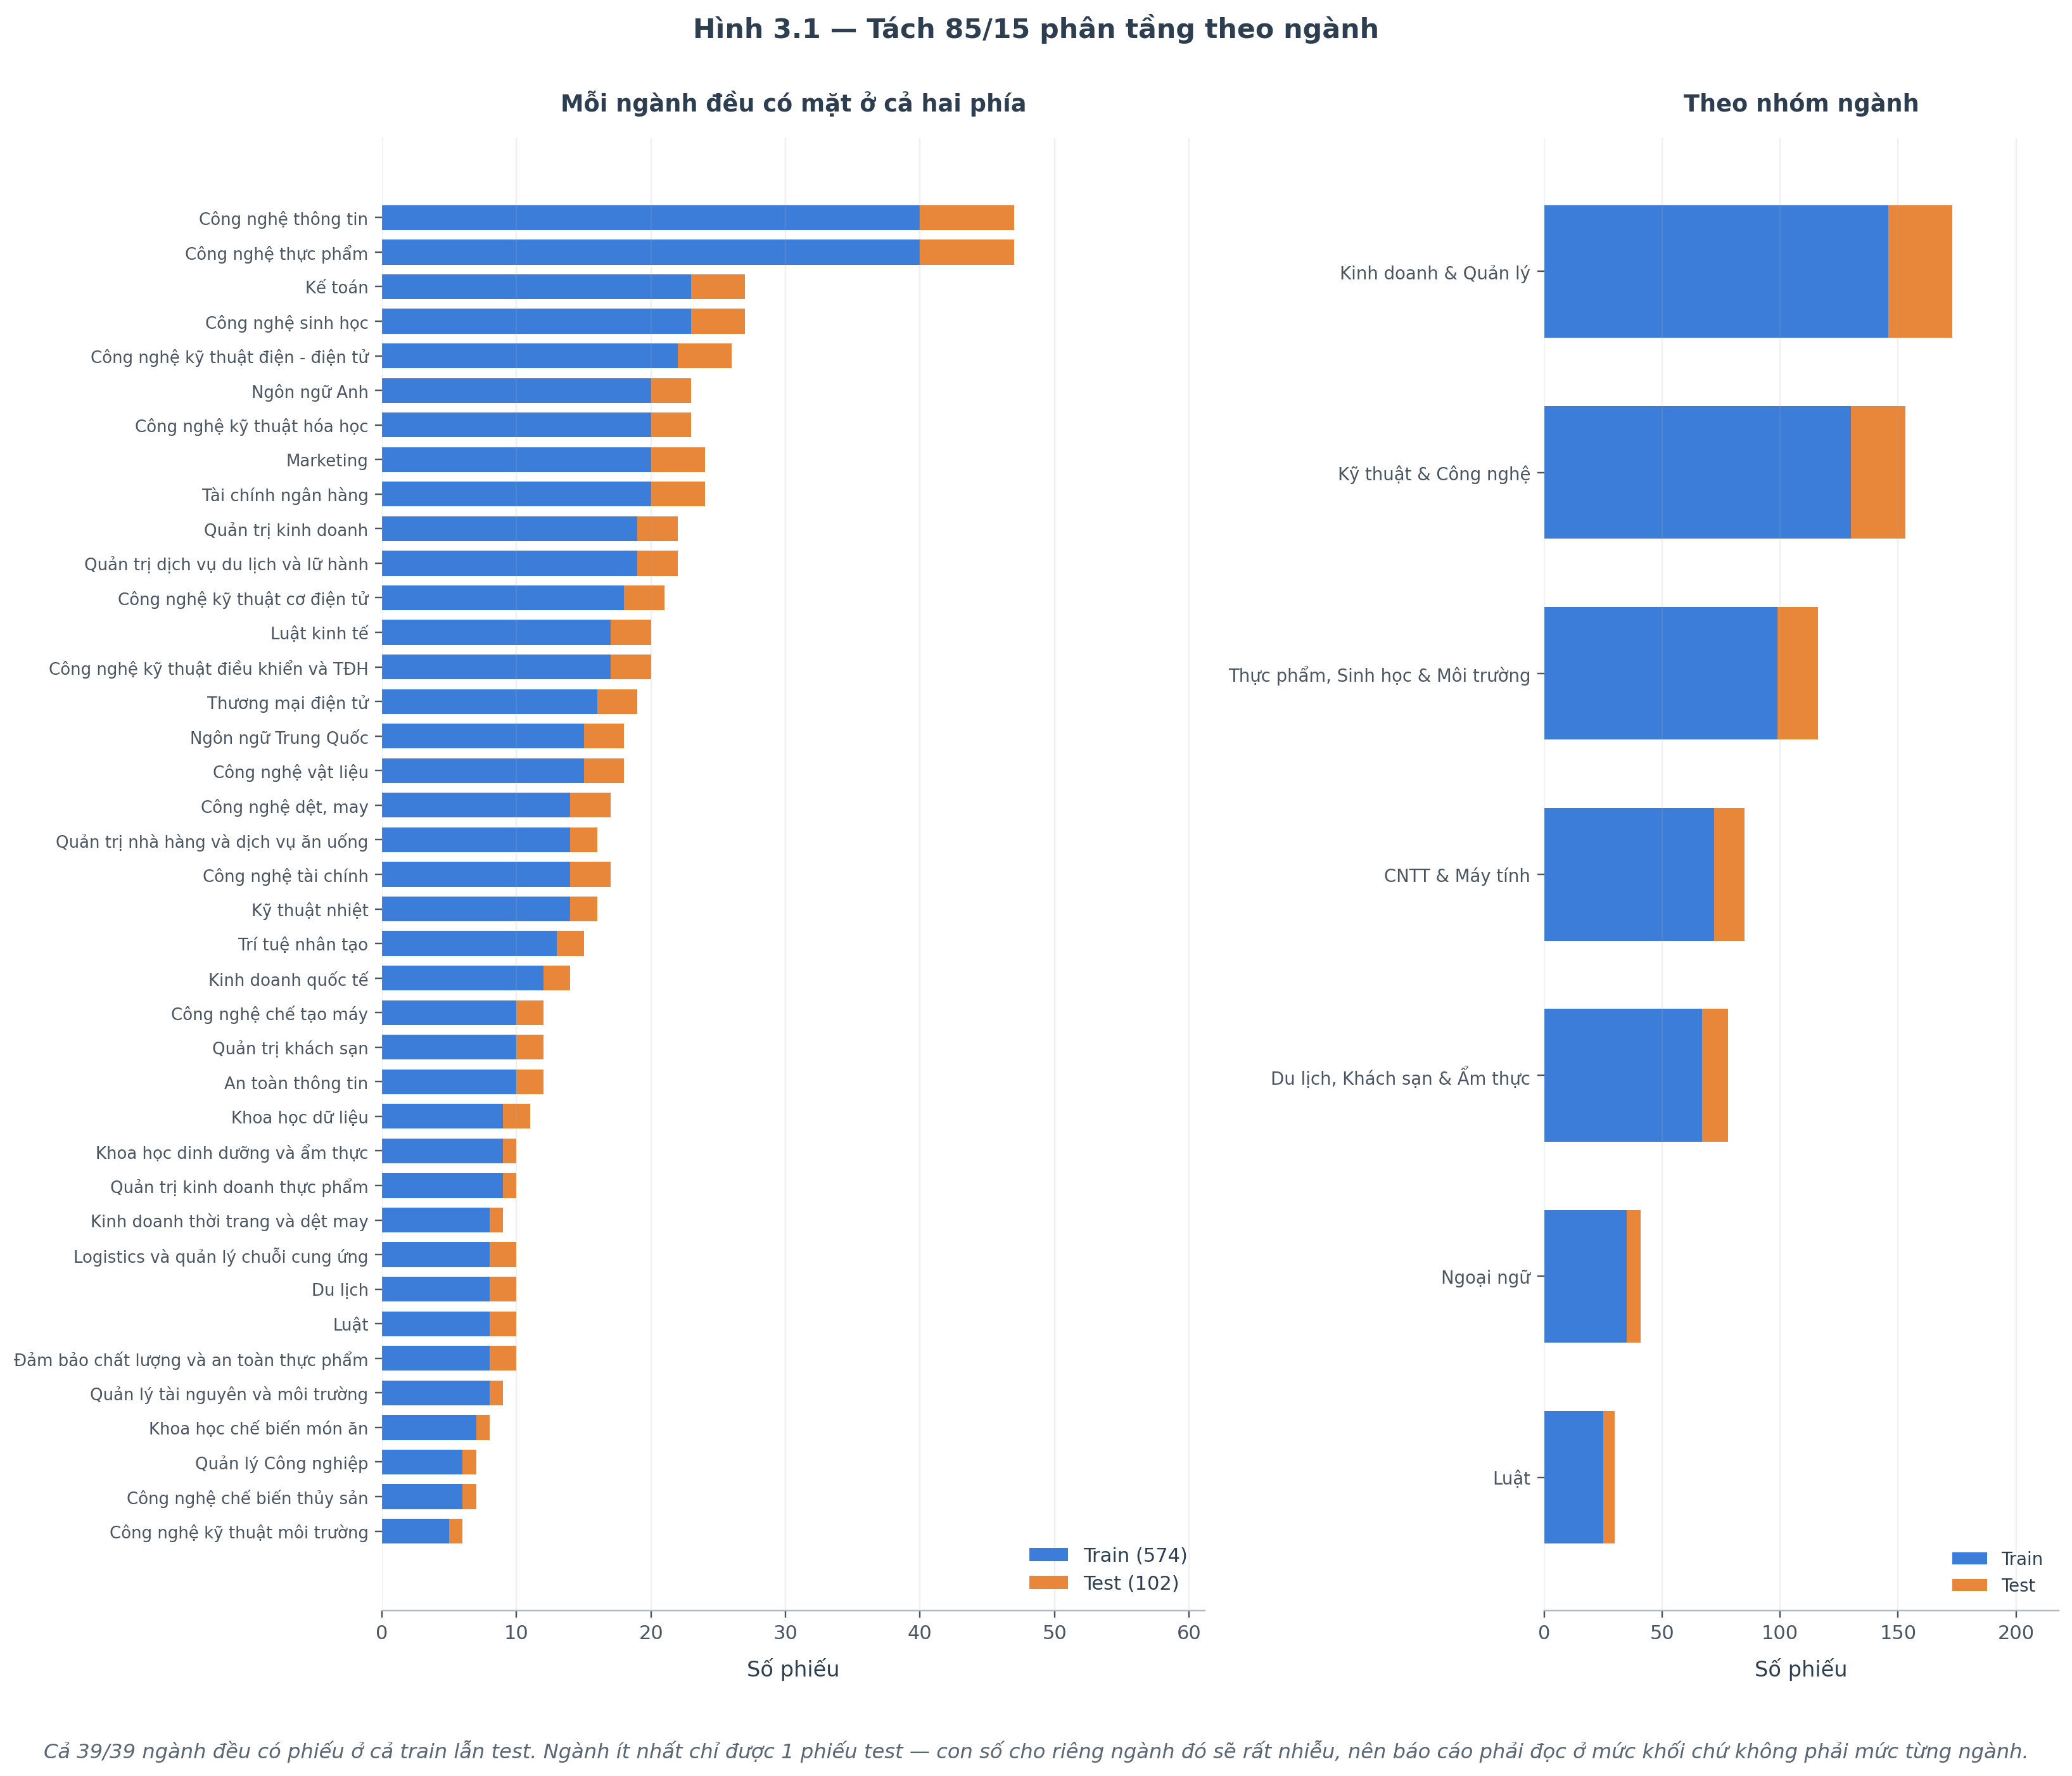 Hình 3.1 — Tách 85/15 phân tầng theo ngành
Mỗi ngành đều có mặt ở cả hai phía
Công nghệ thông tin
Công nghệ thực phẩm
Kế toán
Công nghệ sinh học
Công nghệ kỹ thuật điện - điện tử
Ngôn ngữ Anh
Công nghệ kỹ thuật hóa học
Marketing
Tài chính ngân hàng
Quản trị kinh doanh
Quản trị dịch vụ du lịch và lữ hành
Công nghệ kỹ thuật cơ điện tử
Luật kinh tế
Công nghệ kỹ thuật điều khiển và TĐH
Thương mại điện tử
Ngôn ngữ Trung Quốc
Công nghệ vật liệu
Công nghệ dệt, may
Quản trị nhà hàng và dịch vụ ăn uống
Công nghệ tài chính
Kỹ thuật nhiệt
Trí tuệ nhân tạo
Kinh doanh quốc tế
Công nghệ chế tạo máy
Quản trị khách sạn
An toàn thông tin
Khoa học dữ liệu
Khoa học dinh dưỡng và ẩm thực
Quản trị kinh doanh thực phẩm
Kinh doanh thời trang và dệt may
Logistics và quản lý chuỗi cung ứng
Du lịch
Luật
Đảm bảo chất lượng và an toàn thực phẩm
Quản lý tài nguyên và môi trường
Khoa học chế biến món ăn
Quản lý Công nghiệp
Công nghệ chế biến thủy sản
Công nghệ kỹ thuật môi trường
Train (574)
Test (102)
0 10 20 30 40 50 60
Số phiếu
Theo nhóm ngành
Kinh doanh & Quản lý
Kỹ thuật & Công nghệ
Thực phẩm, Sinh học & Môi trường
CNTT & Máy tính
Du lịch, Khách sạn & Ẩm thực
Ngoại ngữ
Luật
Train
Test
0 50 100 150 200
Số phiếu
Cả 39/39 ngành đều có phiếu ở cả train lẫn test. Ngành ít nhất chỉ được 1 phiếu test — con số cho riêng ngành đó sẽ rất nhiễu, nên báo cáo phải đọc ở mức khối chứ không phải mức từng ngành.